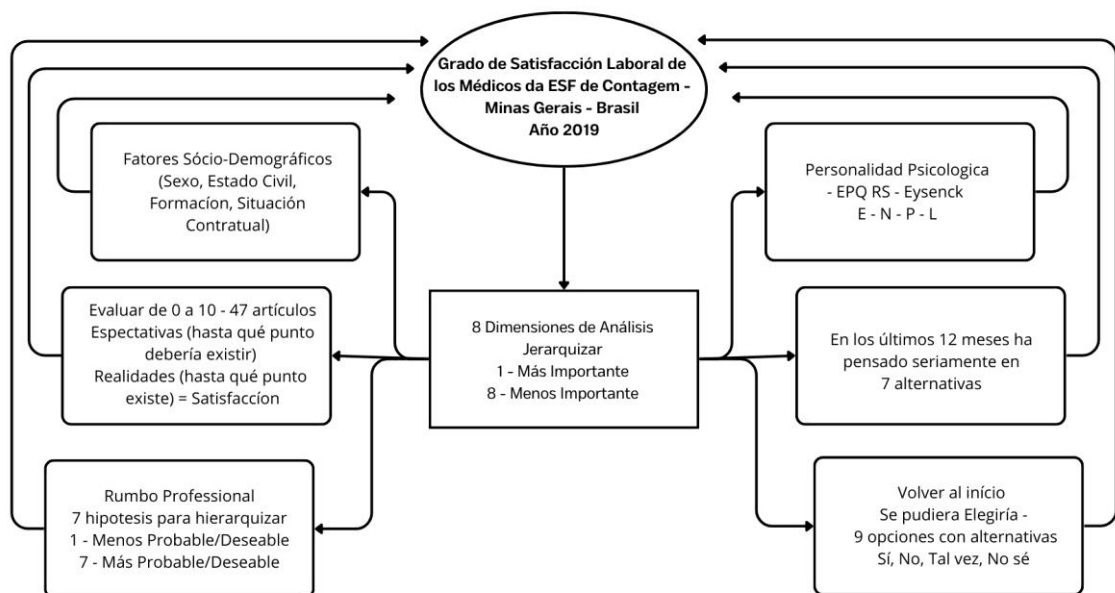 Grado de Satisfacción Laboral de
los Médicos da ESF de Contagem -
Minas Gerais - Brasil
Año 2019
Fatores Sócio-Demográficos
(Sexo, Estado Civil,
Formacíon, Situación
Contratual)
Personalidad Psicologica
- EPQ RS - Eysenck
E - N - P - L
Evaluar de 0 a 10 - 47 artículos
Espectativas (hasta qué punto
debería existir)
Realidades (hasta qué punto
existe) = Satisfaccíon
8 Dimensiones de Análisis
Jerarquizar
1 - Más Importante
8 - Menos Importante
En los últimos 12 meses ha
pensado seriamente en
7 alternativas
Rumbo Professional
7 hipotesis para hierarquizar
1 - Menos Probable/Deseable
7 - Más Probable/Deseable
Volver al início
Se pudiera Elegiría -
9 opciones con alternativas
Sí, No, Tal vez, No sé